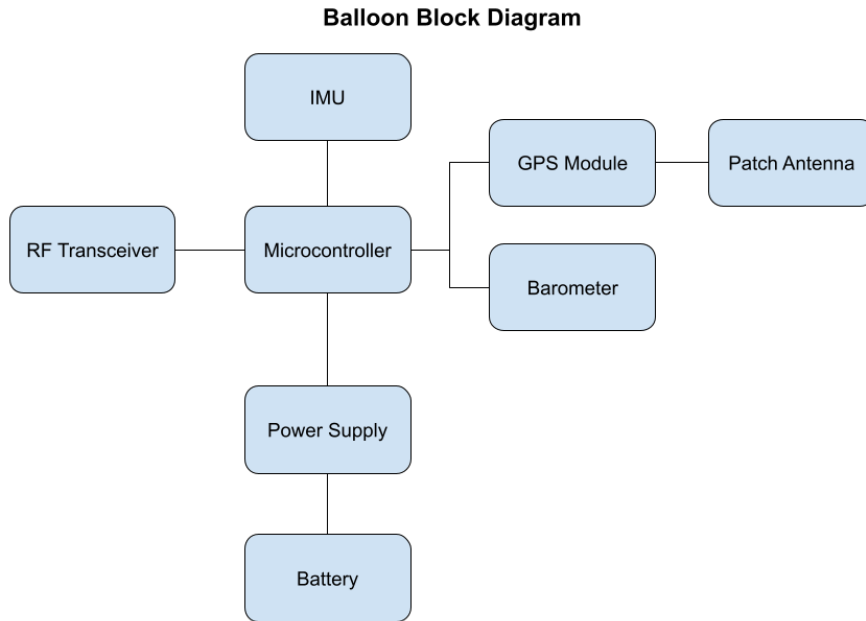 Balloon Block Diagram
IMU
GPS Module
Patch Antenna
RF Transceiver
Microcontroller
Barometer
Power Supply
Battery